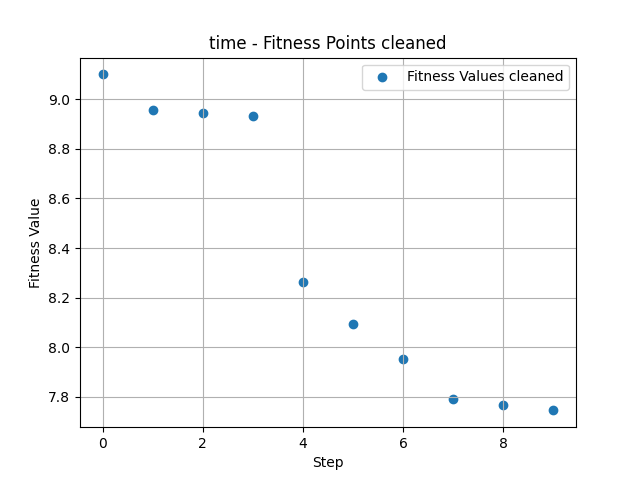 time - Fitness Points cleaned
Fitness Values cleaned
9.0
8.8
8.6
8.4
8.2
8.0
7.8
Fitness Value
0 2 4 6 8
Step